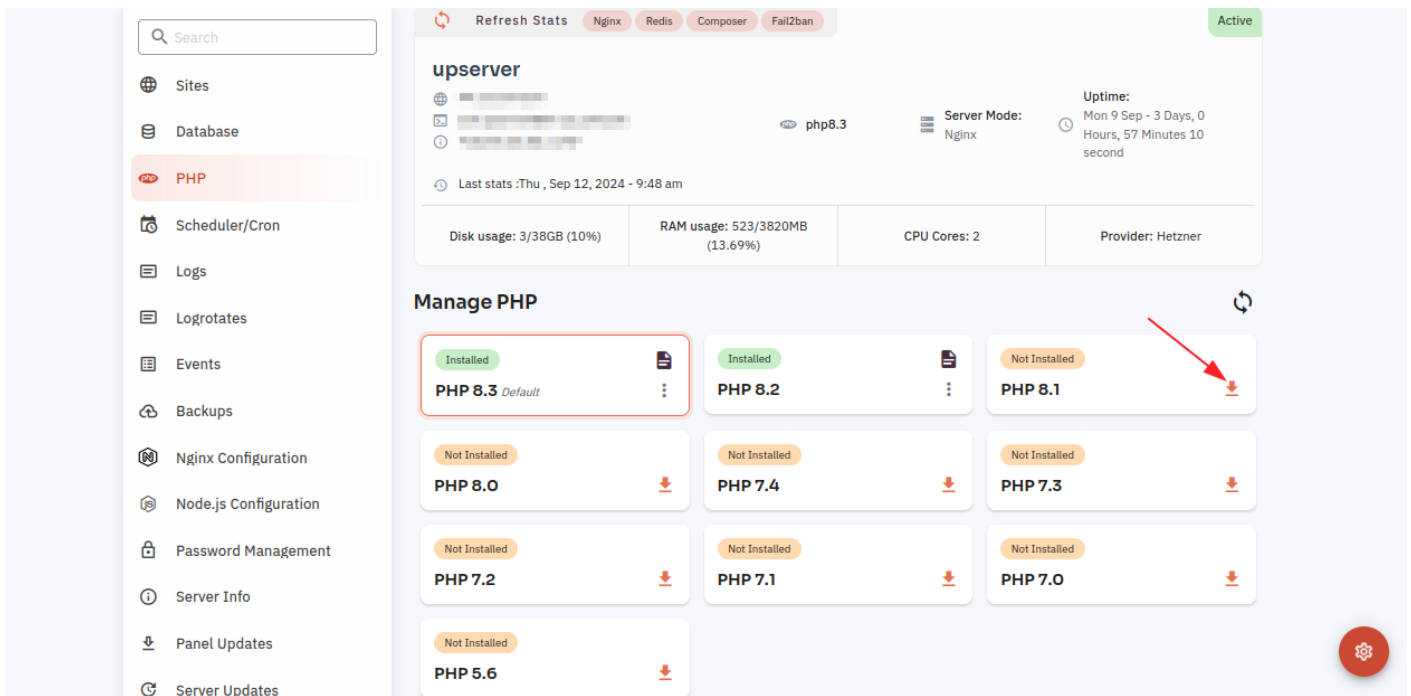 Search
Sites
Database
php PHP
Scheduler/Cron
Logs
Logrotates
Events
Backups
Nginx Configuration
JS Node.js Configuration
Password Management
Server Info
Panel Updates
Server Updates
Refresh Stats Nginx Redis Composer Fail2ban Active
upserver
php php8.3
Server Mode:
Nginx
Uptime:
Mon 9 Sep - 3 Days, 0
Hours, 57 Minutes 10
second
Last stats :Thu , Sep 12, 2024 - 9:48 am
Disk usage: 3/38GB (10%)
RAM usage: 523/3820MB
(13.69%)
CPU Cores: 2
Provider: Hetzner
Manage PHP
Installed
PHP 8.3 Default
Installed
PHP 8.2
Not Installed
PHP 8.1
Not Installed
PHP 8.0
Not Installed
PHP 7.4
Not Installed
PHP 7.3
Not Installed
PHP 7.2
Not Installed
PHP 7.1
Not Installed
PHP 7.0
Not Installed
PHP 5.6